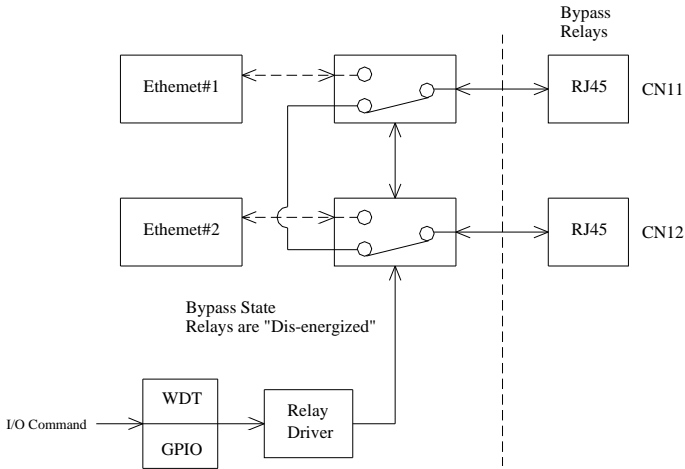 Bypass
Relays
Ethemet#1
RJ45
CN11
Ethemet#2
RJ45
CN12
Bypass State
Relays are "Dis-energized"
WDT
I/O Command
GPIO
Relay
Driver